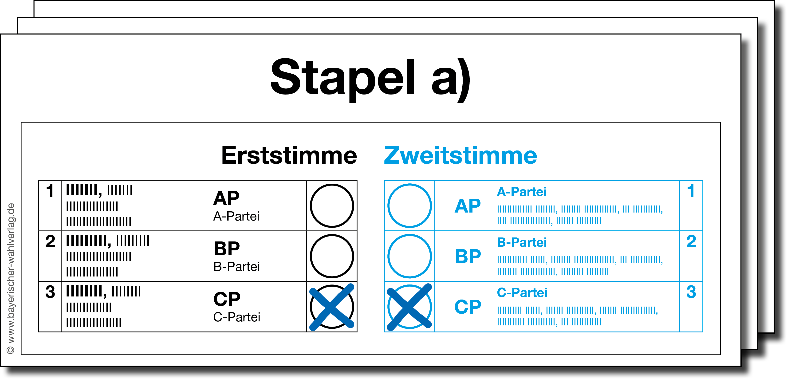 Stapel a)
Erststimme Zweitstimme
1 AP A-Partei AP A-Partei 1
2 BP B-Partei BP B-Partei 2
3 CP C-Partei CP C-Partei 3
© www.bayerischer-wahlverlag.de